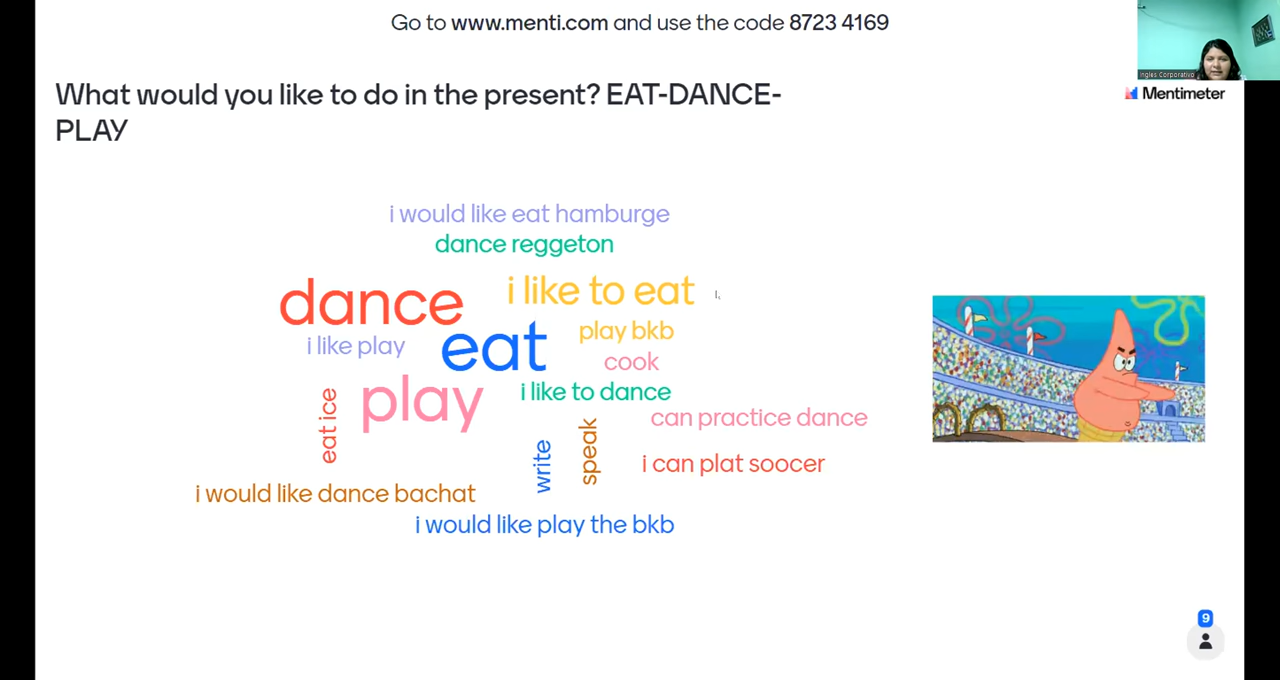 Go to www.menti.com and use the code 8723 4169
Ingles Corporativo
Mentimeter
What would you like to do in the present? EAT-DANCE-
PLAY
i would like eat hamburge
dance reggeton
dance
i like to eat
play bkb
i like play
eat
cook
play
i like to dance
eat ice
can practice dance
write
speak
i can plat soocer
i would like dance bachat
i would like play the bkb
9